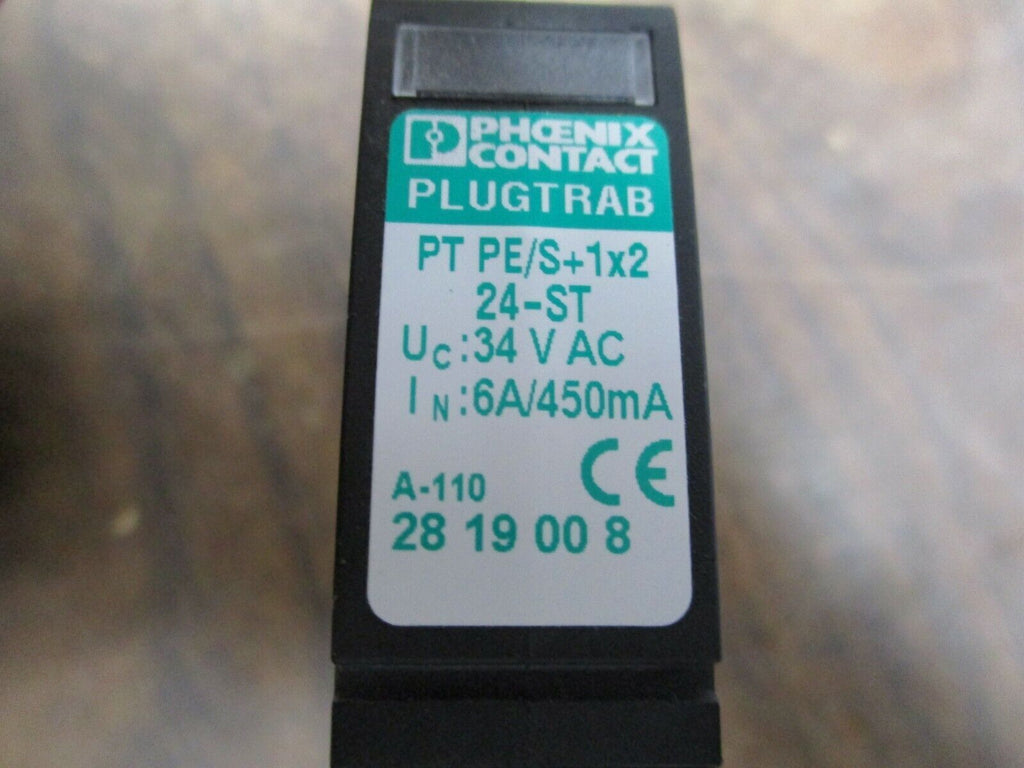 PHŒNIX
CONTACT
PLUGTRAB
PT PE/S+1x2
24-ST
UC:34 V AC
IN:6A/450mA
CE
A-110
28 19 00 8